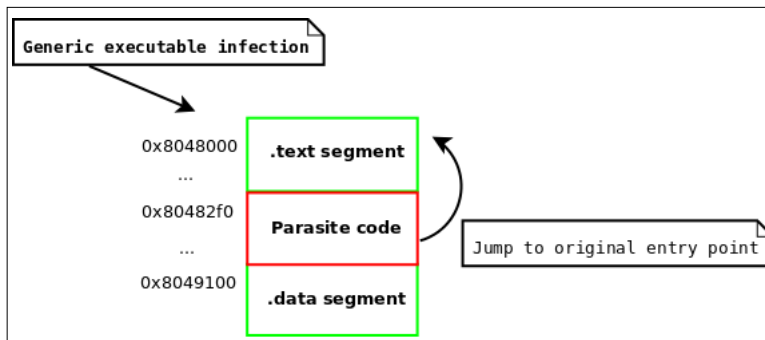 Generic executable infection
0x8048000
.text segment
...
0x80482f0
Parasite code
...
Jump to original entry point
0x8049100
.data segment